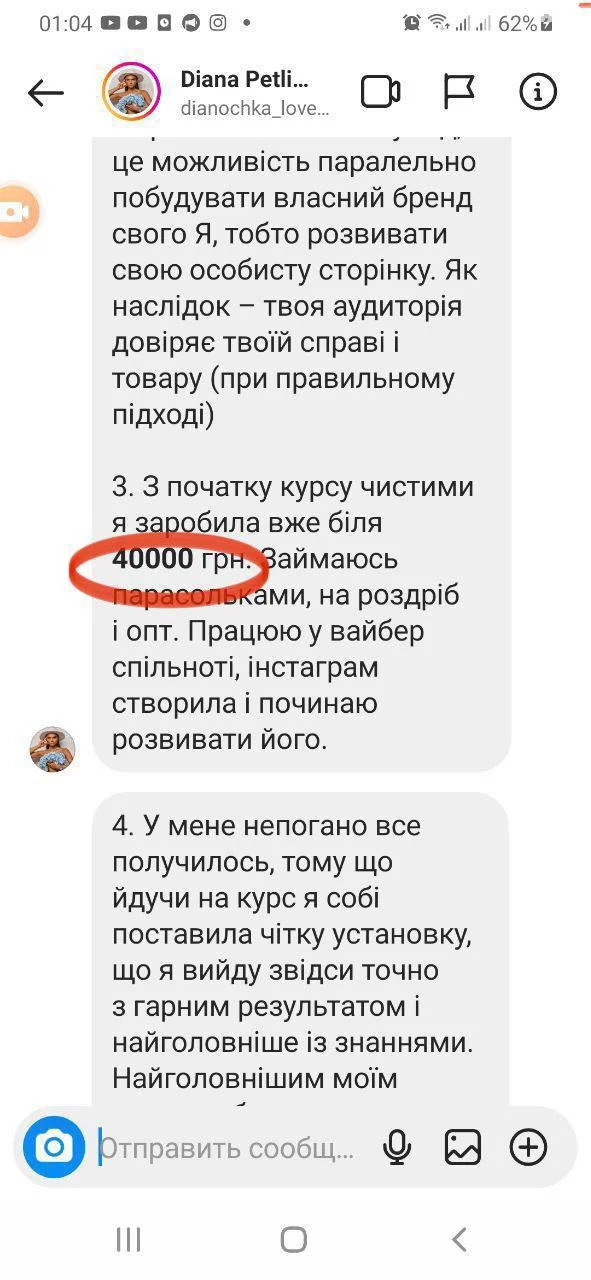 01:04
62%
Diana Petli...
dianochka_love...
це можливість паралельно
побудувати власний бренд
свого Я, тобто розвивати
свою особисту сторінку. Як
наслідок – твоя аудиторія
довіряє твоїй справі і
товару (при правильному
підході)
3. З початку курсу чистими
я заробила вже біля
40000 грн. Займаюсь
парасольками, на роздріб
і опт. Працюю у вайбер
спільноті, інстаграм
створила і починаю
розвивати його.
4. У мене непогано все
получилось, тому що
йдучи на курс я собі
поставила чітку установку,
що я вийду звідси точно
з гарним результатом і
найголовніше із знаннями.
Найголовнішим моїм
Отправить сообщ...